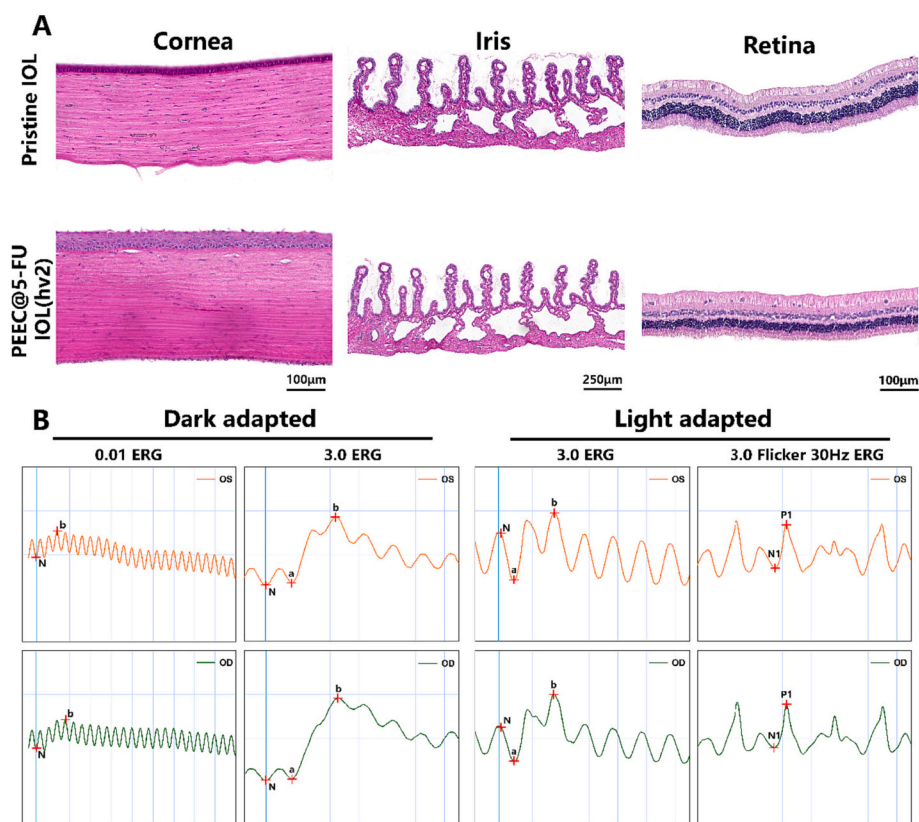 A
Cornea Iris Retina
Pristine IOL
PEEC@5-FU
IOL(hv2)
100μm 250μm 100μm
B
Dark adapted Light adapted
0.01 ERG 3.0 ERG 3.0 ERG 3.0 Flicker 30Hz ERG
OS OS OS OS
b b b P1
N N a N a N1
OD OD OD OD
b b b P1
N N a N a N1